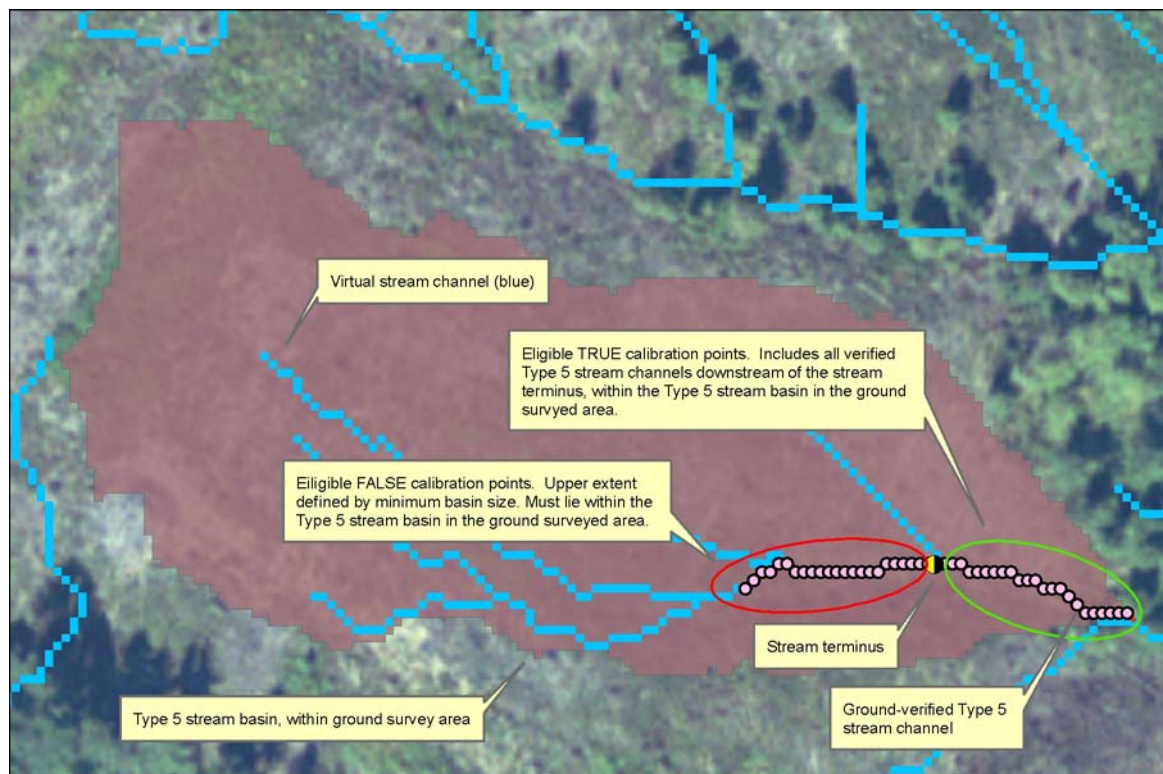 Virtual stream channel (blue)
Eligible TRUE calibration points.  Includes all verified
Type 5 stream channels downstream of the stream
terminus, within the Type 5 stream basin in the ground
survyed area.
Eiligible FALSE calibration points.  Upper extent
defined by minimum basin size. Must lie within the
Type 5 stream basin in the ground surveyed area.
Stream terminus
Type 5 stream basin, within ground survey area
Ground-verified Type 5
stream channel